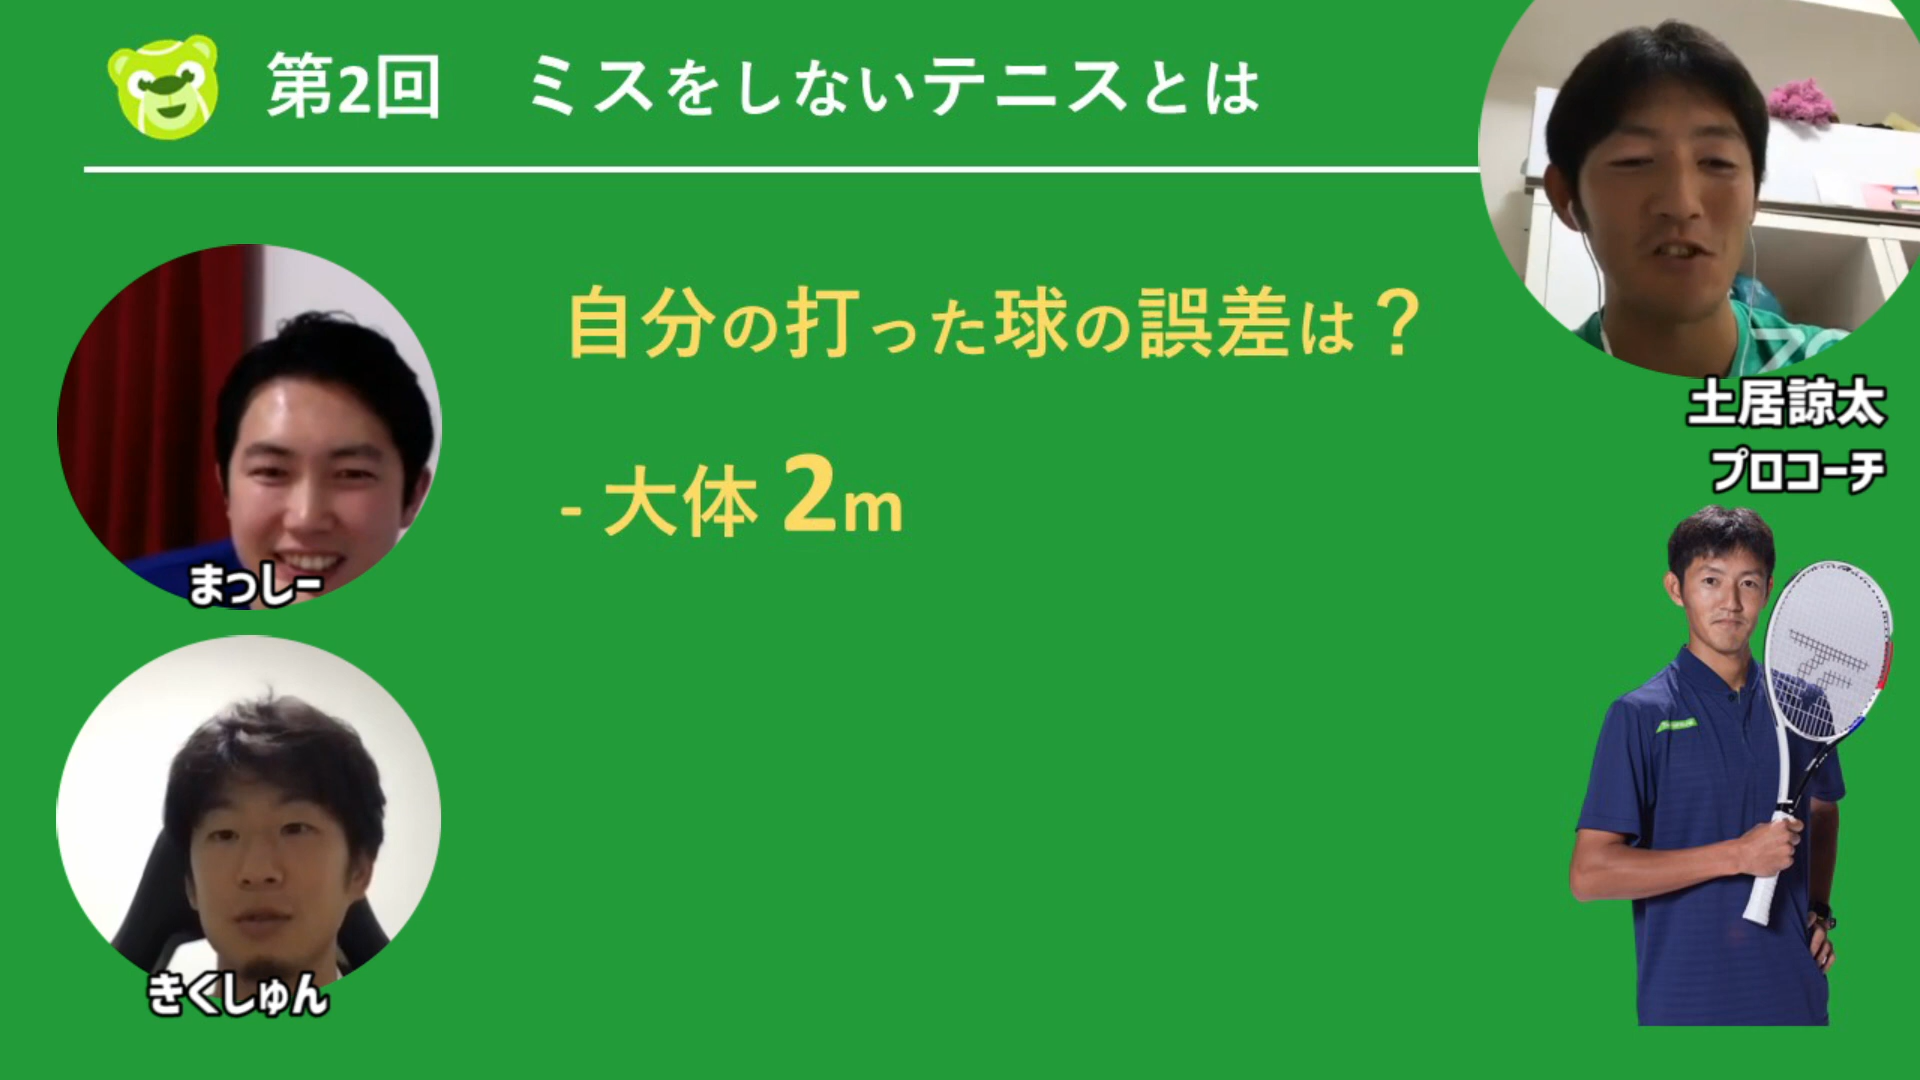 第2回　ミスをしないテニスとは
自分の打った球の誤差は？
- 大体 2m
土居諒太
プロコーチ
まっしー
きくしゅん